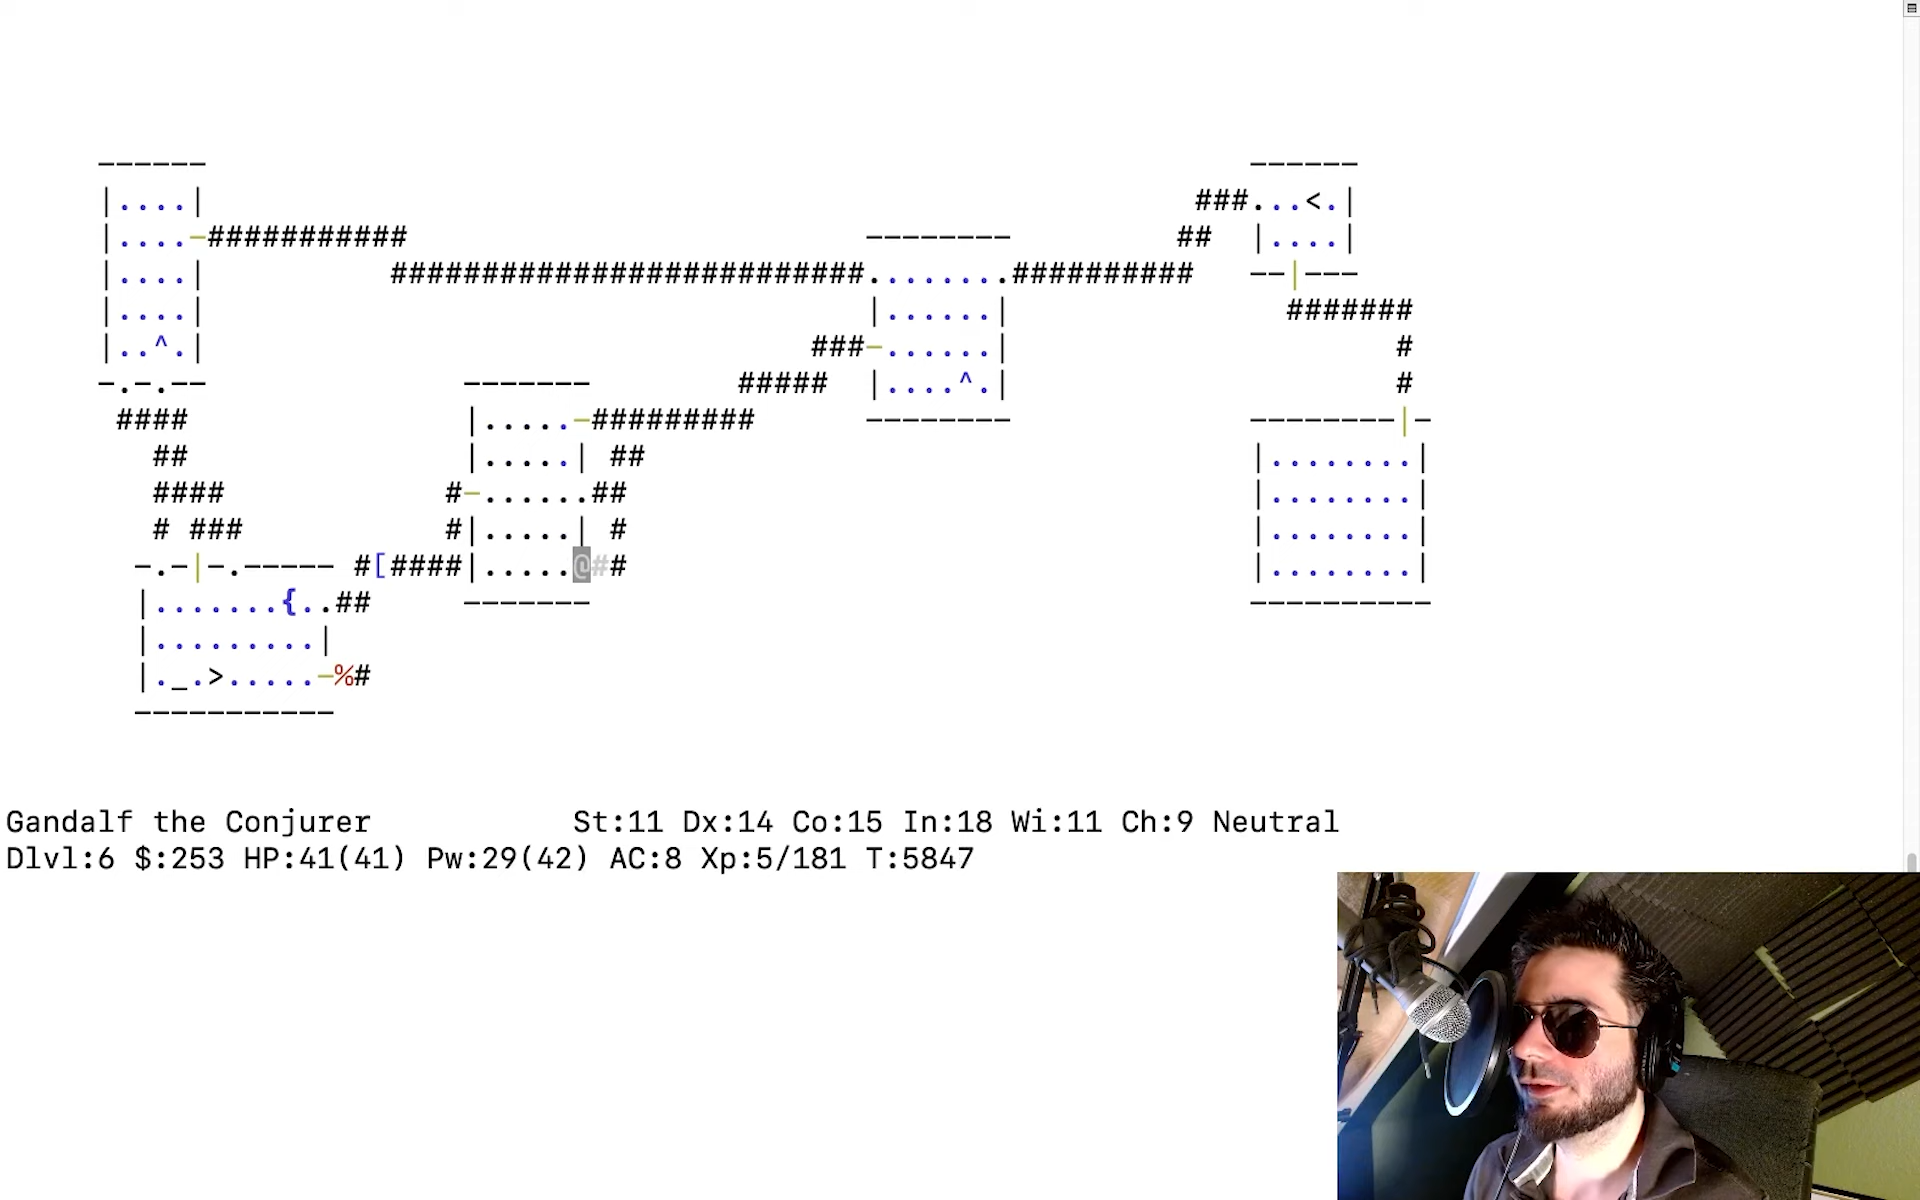 ------ ------
|....| ###...<.|
|....-########### -------- ## |....|
|....| ##########################........########## --|---
|....| |......| #######
|..^.| ###-......| #
-.-.-- ------- ##### |....^.| #
#### |.....-######### -------- --------|-
## |.....| ## |........|
#### #-.......## |........|
# ### #|.....| # |........|
-.-|-.----- #[####|.....@## |........|
|.......{..## ------- ----------
|.........|
|._.>.....-%#
-----------
Gandalf the Conjurer St:11 Dx:14 Co:15 In:18 Wi:11 Ch:9 Neutral
Dlvl:6 $:253 HP:41(41) Pw:29(42) AC:8 Xp:5/181 T:5847